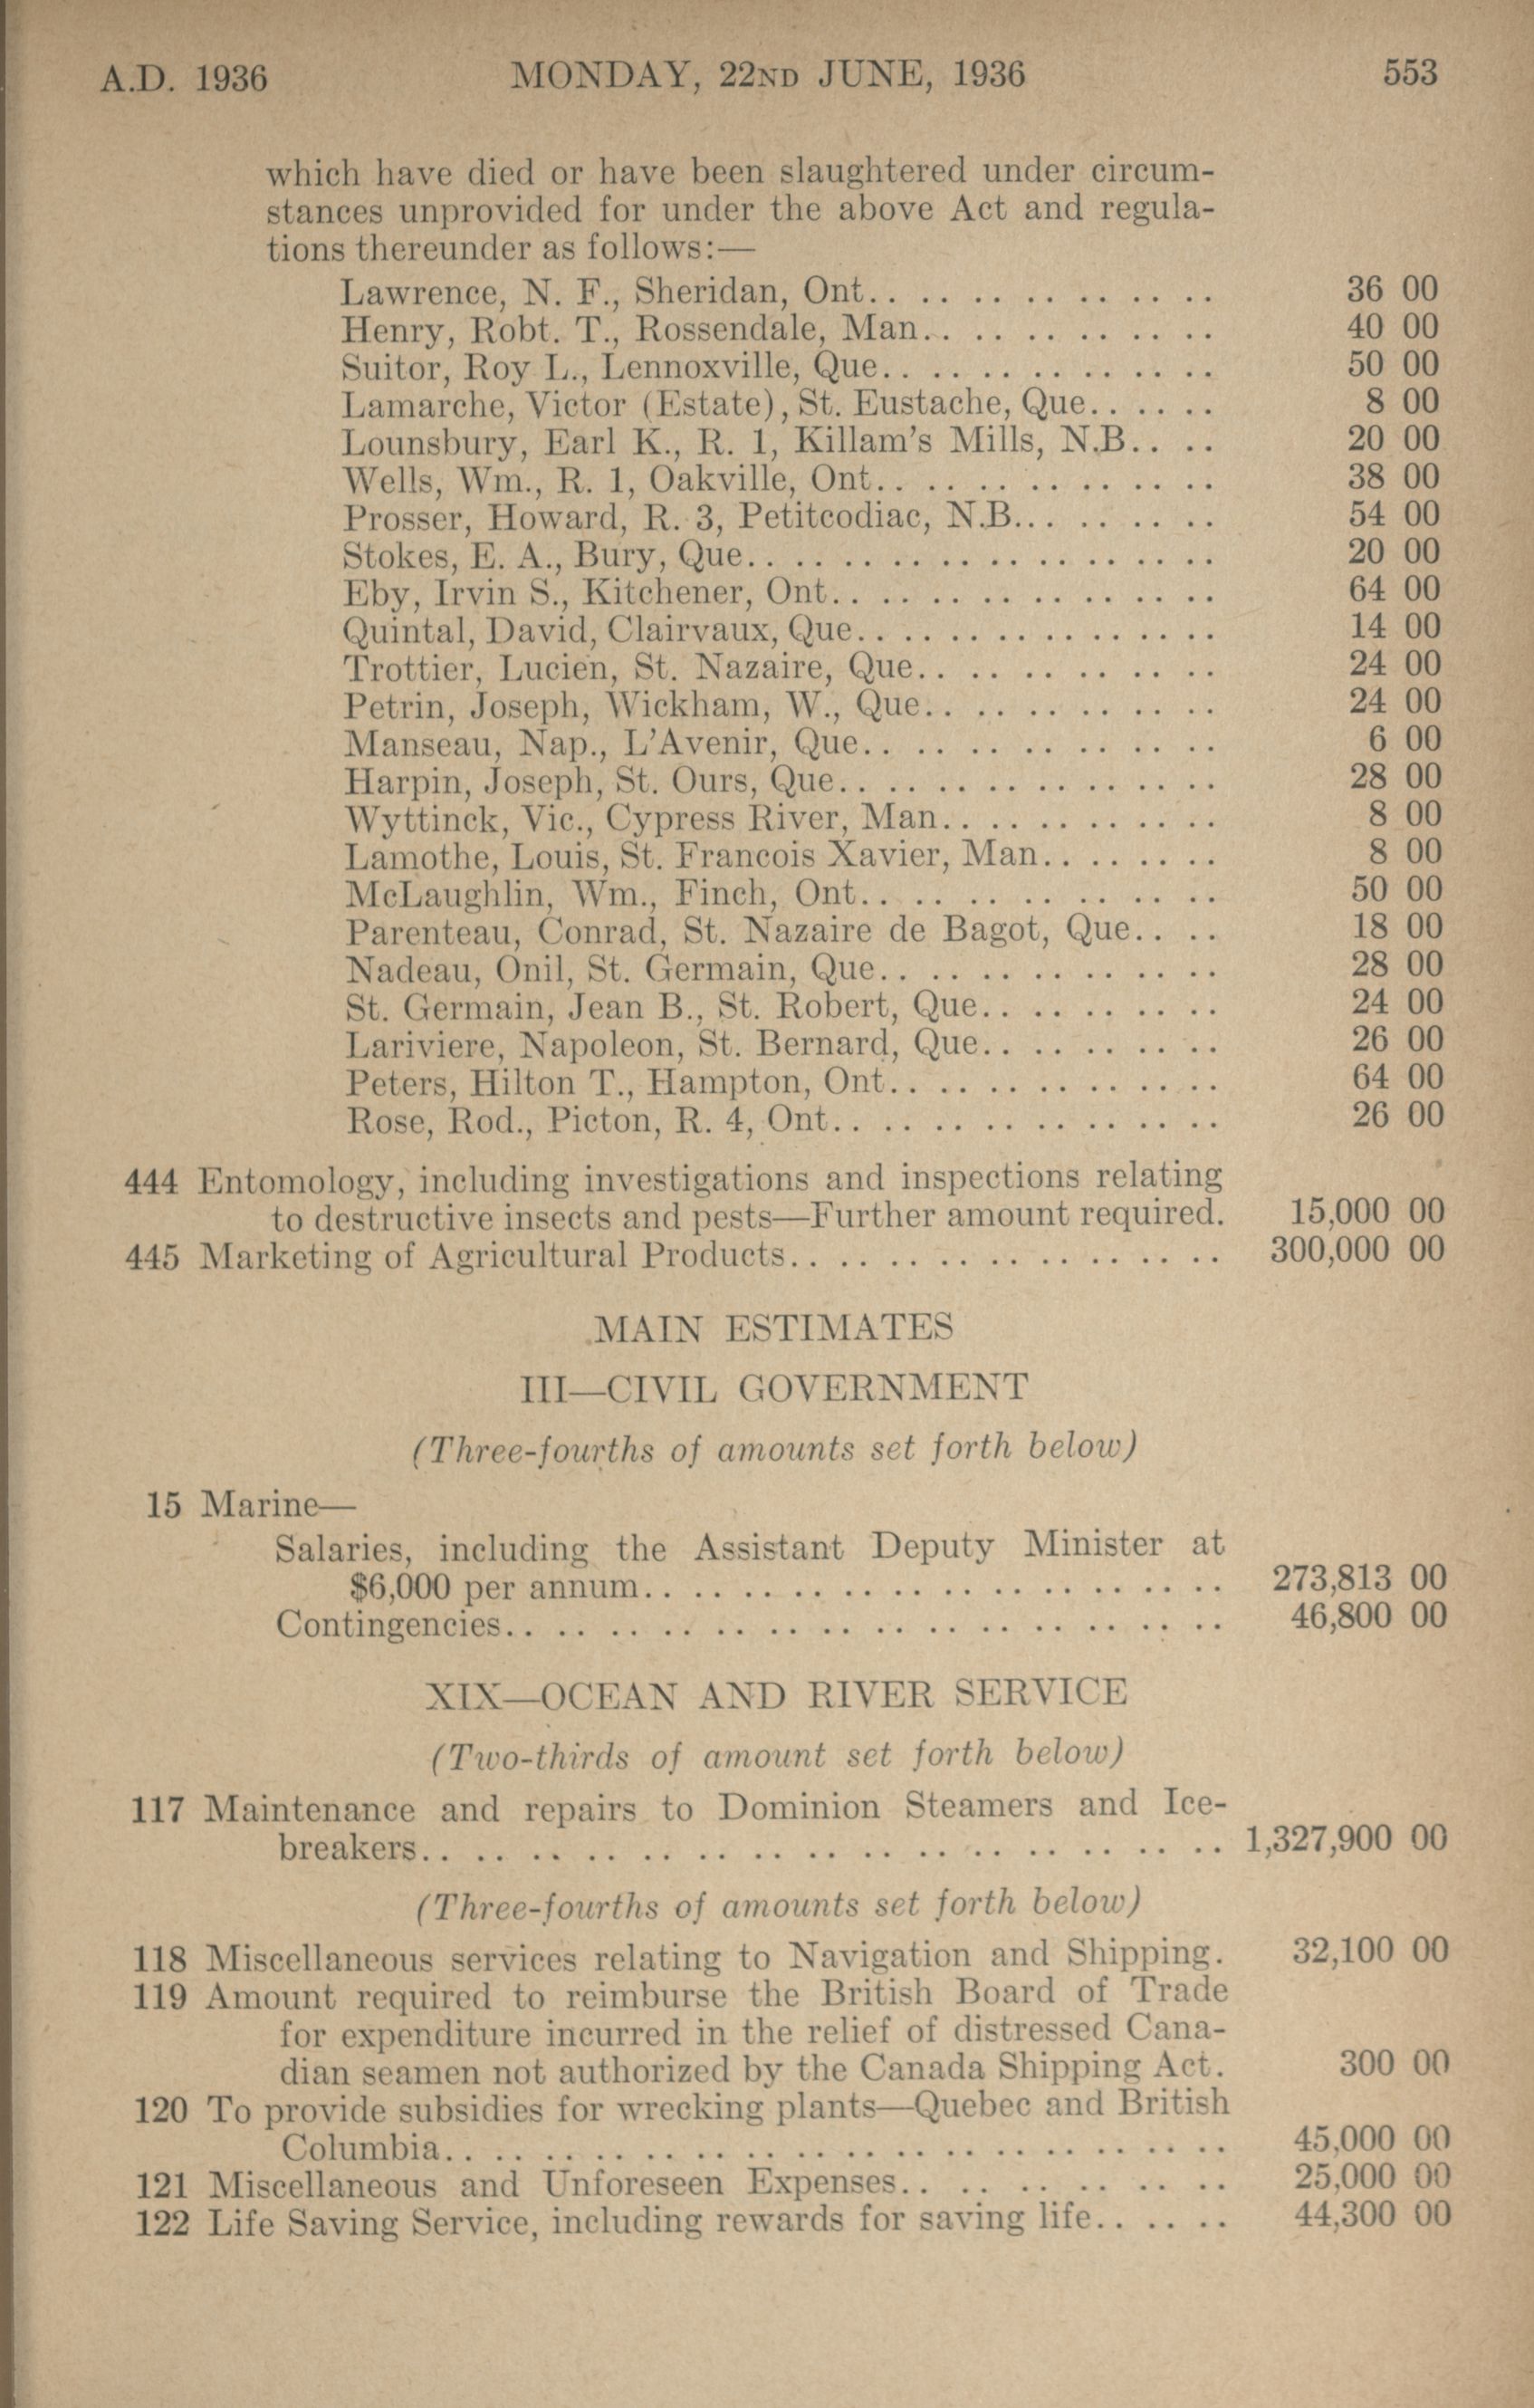 A.D. 1936 MONDAY, 22ND JUNE, 1936 553
which have died or have been slaughtered under circum-
stances unprovided for under the above Act and regula-
tions thereunder as follows:—
Lawrence, N. F., Sheridan, Ont. . . . . . . . . . . . . . 36 00
Henry, Robt. T., Rossendale, Man. . . . . . . . . . . . 40 00
Suitor, Roy L., Lennoxville, Que. . . . . . . . . . . . . 50 00
Lamarche, Victor (Estate), St. Eustache, Que. . . . . . 8 00
Lounsbury, Earl K., R. 1, Killam's Mills, N.B. . . . 20 00
Wells, Wm., R. 1, Oakville, Ont. . . . . . . . . . . . . 38 00
Prosser, Howard, R. 3, Petitcodiac, N.B. . . . . . . . . 54 00
Stokes, E. A., Bury, Que. . . . . . . . . . . . . . . . . 20 00
Eby, Irvin S., Kitchener, Ont. . . . . . . . . . . . . . 64 00
Quintal, David, Clairvaux, Que. . . . . . . . . . . . . . 14 00
Trottier, Lucien, St. Nazaire, Que. . . . . . . . . . . . 24 00
Petrin, Joseph, Wickham, W., Que. . . . . . . . . . . . 24 00
Manseau, Nap., L'Avenir, Que. . . . . . . . . . . . . . 6 00
Harpin, Joseph, St. Ours, Que. . . . . . . . . . . . . . 28 00
Wyttinck, Vic., Cypress River, Man. . . . . . . . . . . 8 00
Lamothe, Louis, St. Francois Xavier, Man. . . . . . . . 8 00
McLaughlin, Wm., Finch, Ont. . . . . . . . . . . . . . 50 00
Parenteau, Conrad, St. Nazaire de Bagot, Que. . . . 18 00
Nadeau, Onil, St. Germain, Que. . . . . . . . . . . . . 28 00
St. Germain, Jean B., St. Robert, Que. . . . . . . . . . 24 00
Lariviere, Napoleon, St. Bernard, Que. . . . . . . . . . 26 00
Peters, Hilton T., Hampton, Ont. . . . . . . . . . . . . 64 00
Rose, Rod., Picton, R. 4, Ont. . . . . . . . . . . . . . 26 00
444 Entomology, including investigations and inspections relating
to destructive insects and pests—Further amount required. 15,000 00
445 Marketing of Agricultural Products. . . . . . . . . . . . . . . . . 300,000 00
MAIN ESTIMATES
III—CIVIL GOVERNMENT
(Three-fourths of amounts set forth below)
15 Marine—
Salaries, including the Assistant Deputy Minister at
$6,000 per annum. . . . . . . . . . . . . . . . . . . . . . 273,813 00
Contingencies. . . . . . . . . . . . . . . . . . . . . . . . . 46,800 00
XIX—OCEAN AND RIVER SERVICE
(Two-thirds of amount set forth below)
117 Maintenance and repairs to Dominion Steamers and Ice-
breakers. . . . . . . . . . . . . . . . . . . . . . . . . . . . 1,327,900 00
(Three-fourths of amounts set forth below)
118 Miscellaneous services relating to Navigation and Shipping. 32,100 00
119 Amount required to reimburse the British Board of Trade
for expenditure incurred in the relief of distressed Cana-
dian seamen not authorized by the Canada Shipping Act. 300 00
120 To provide subsidies for wrecking plants—Quebec and British
Columbia. . . . . . . . . . . . . . . . . . . . . . . . . . . . 45,000 00
121 Miscellaneous and Unforeseen Expenses. . . . . . . . . . . . 25,000 00
122 Life Saving Service, including rewards for saving life. . . . . . 44,300 00